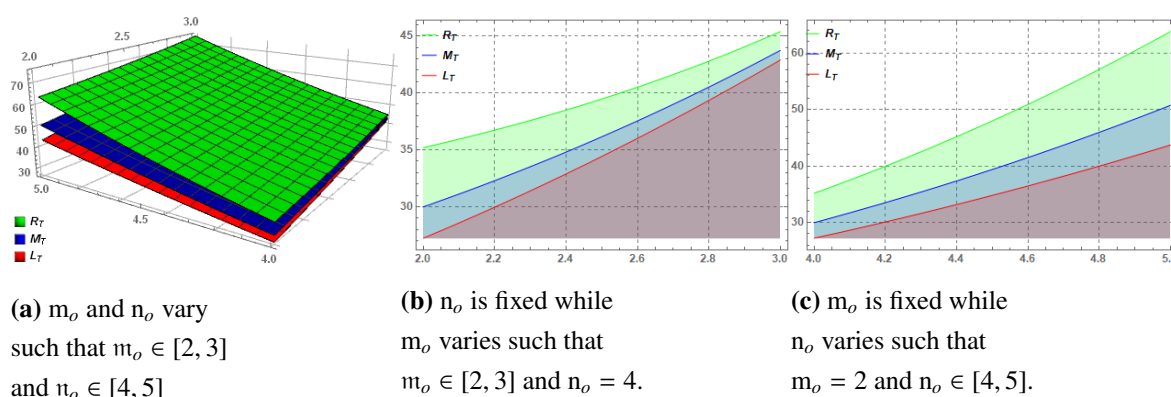 3.0
2.5
2.0
70
60
50
40
30
5.0
4.5
4.0
R_T
M_T
L_T
45
40
35
30
2.0 2.2 2.4 2.6 2.8 3.0
R_T
M_T
L_T
60
50
40
30
4.0 4.2 4.4 4.6 4.8 5.
R_T
M_T
L_T
(a) m_o and n_o vary
such that m_o ∈ [2, 3]
and n_o ∈ [4, 5]
(b) n_o is fixed while
m_o varies such that
m_o ∈ [2, 3] and n_o = 4.
(c) m_o is fixed while
n_o varies such that
m_o = 2 and n_o ∈ [4, 5].